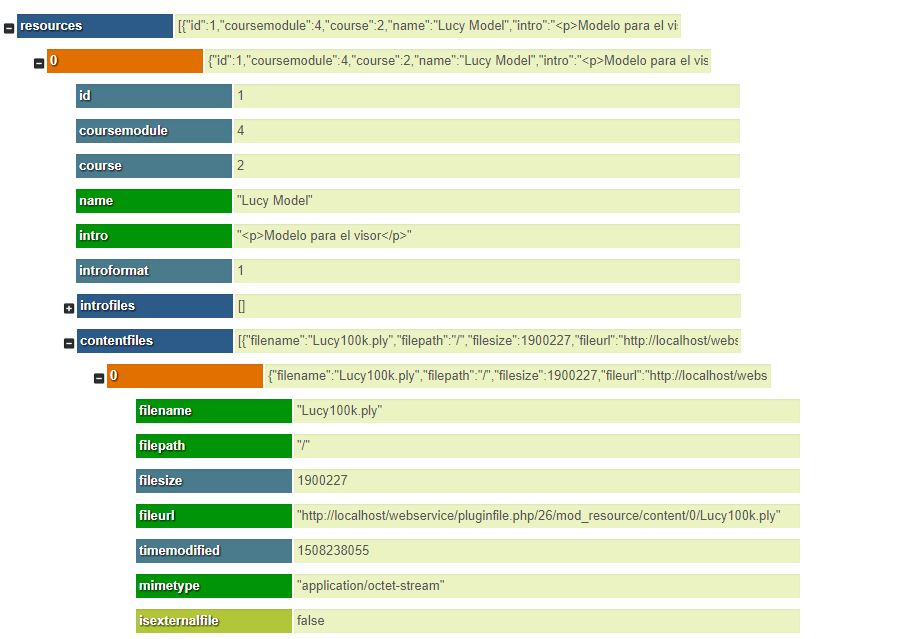 resources [{"id":1,"coursemodule":4,"course":2,"name":"Lucy Model","intro":"<p>Modelo para el vi
0 {"id":1,"coursemodule":4,"course":2,"name":"Lucy Model","intro":"<p>Modelo para el vis
id 1
coursemodule 4
course 2
name "Lucy Model"
intro "<p>Modelo para el visor</p>"
introformat 1
introfiles []
contentfiles [{"filename":"Lucy100k.ply","filepath":"/","filesize":1900227,"fileurl":"http://localhost/webs
0 {"filename":"Lucy100k.ply","filepath":"/","filesize":1900227,"fileurl":"http://localhost/webs
filename "Lucy100k.ply"
filepath "/"
filesize 1900227
fileurl "http://localhost/webservice/pluginfile.php/26/mod_resource/content/0/Lucy100k.ply"
timemodified 1508238055
mimetype "application/octet-stream"
isexternalfile false